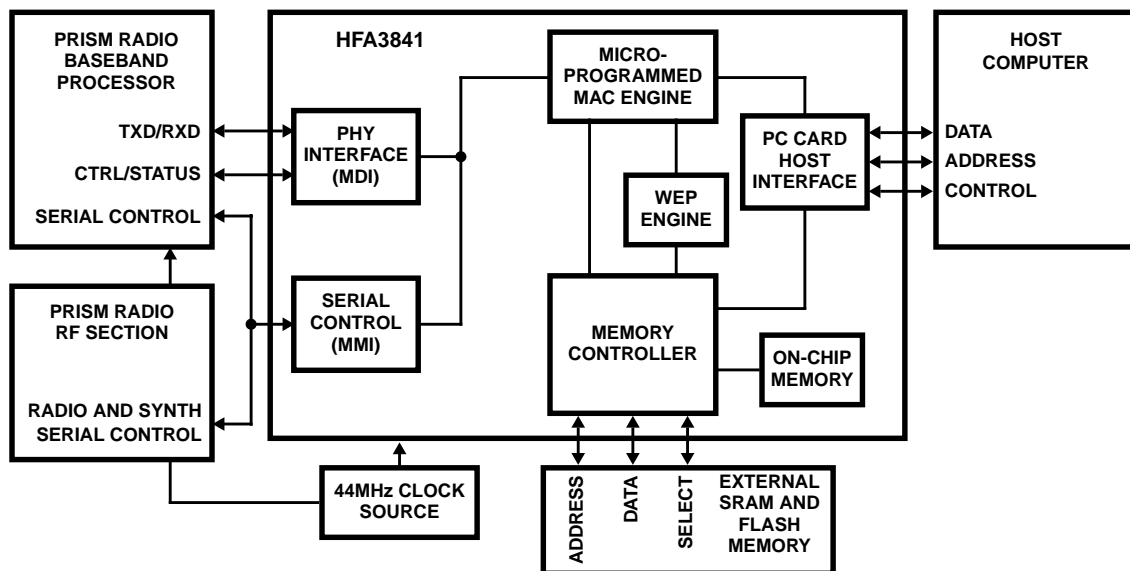 PRISM RADIO
BASEBAND
PROCESSOR
TXD/RXD
CTRL/STATUS
SERIAL CONTROL
PRISM RADIO
RF SECTION
RADIO AND SYNTH
SERIAL CONTROL
HFA3841
PHY
INTERFACE
(MDI)
SERIAL
CONTROL
(MMI)
MICRO-
PROGRAMMED
MAC ENGINE
WEP
ENGINE
PC CARD
HOST
INTERFACE
MEMORY
CONTROLLER
ON-CHIP
MEMORY
HOST
COMPUTER
DATA
ADDRESS
CONTROL
44MHz CLOCK
SOURCE
ADDRESS
DATA
SELECT
EXTERNAL
SRAM AND
FLASH
MEMORY